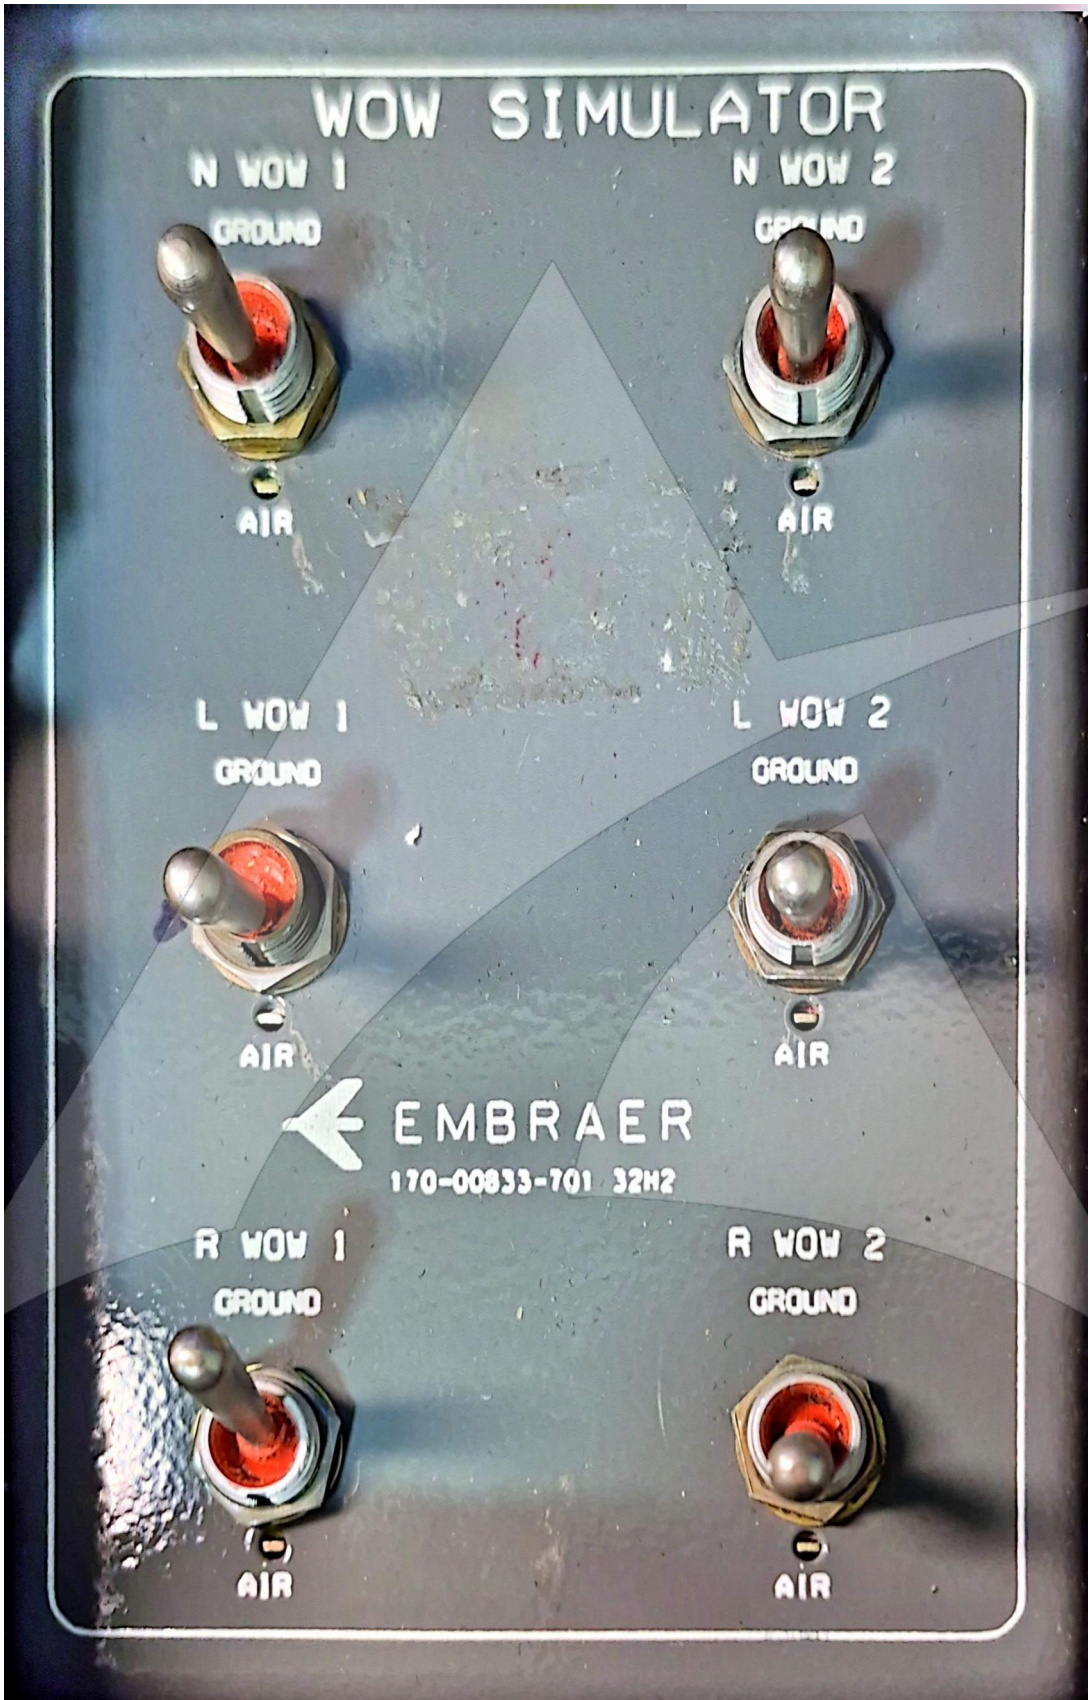 WOW SIMULATOR
N WOW 1
N WOW 2
GROUND
GROUND
AIR
AIR
L WOW 1
L WOW 2
GROUND
GROUND
AIR
AIR
EMBRAER
170-00833-701 32H2
R WOW 1
R WOW 2
GROUND
GROUND
AIR
AIR